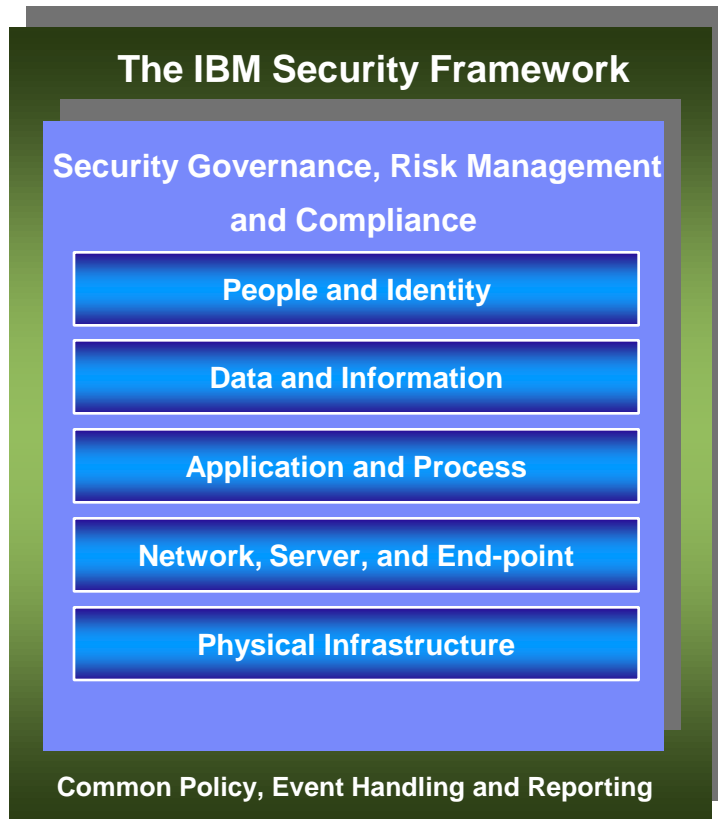 The IBM Security Framework
Security Governance, Risk Management
and Compliance
People and Identity
Data and Information
Application and Process
Network, Server, and End-point
Physical Infrastructure
Common Policy, Event Handling and Reporting